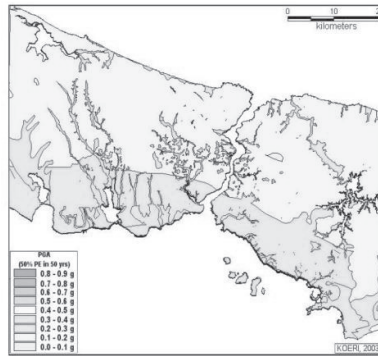 0 10 20
kilometers
PGA
(50% PE in 50 yrs)
0.8 - 0.9 g
0.7 - 0.8 g
0.6 - 0.7 g
0.5 - 0.6 g
0.4 - 0.5 g
0.3 - 0.4 g
0.2 - 0.3 g
0.1 - 0.2 g
0.0 - 0.1 g
KOERI, 2003